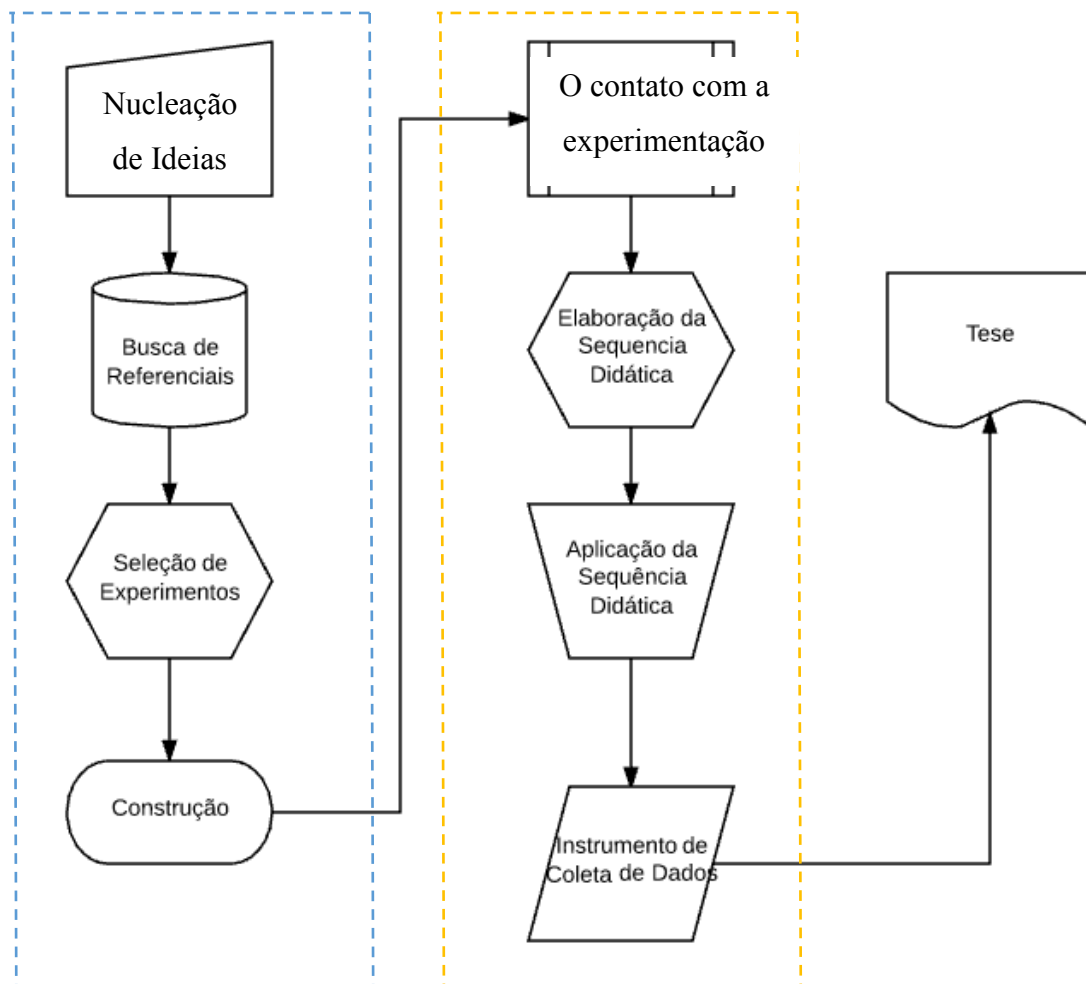 Nucleação
de Ideias
Busca de
Referenciais
Seleção de
Experimentos
Construção
O contato com a
experimentação
Elaboração da
Sequencia
Didática
Aplicação da
Sequência
Didática
Instrumento de
Coleta de Dados
Tese